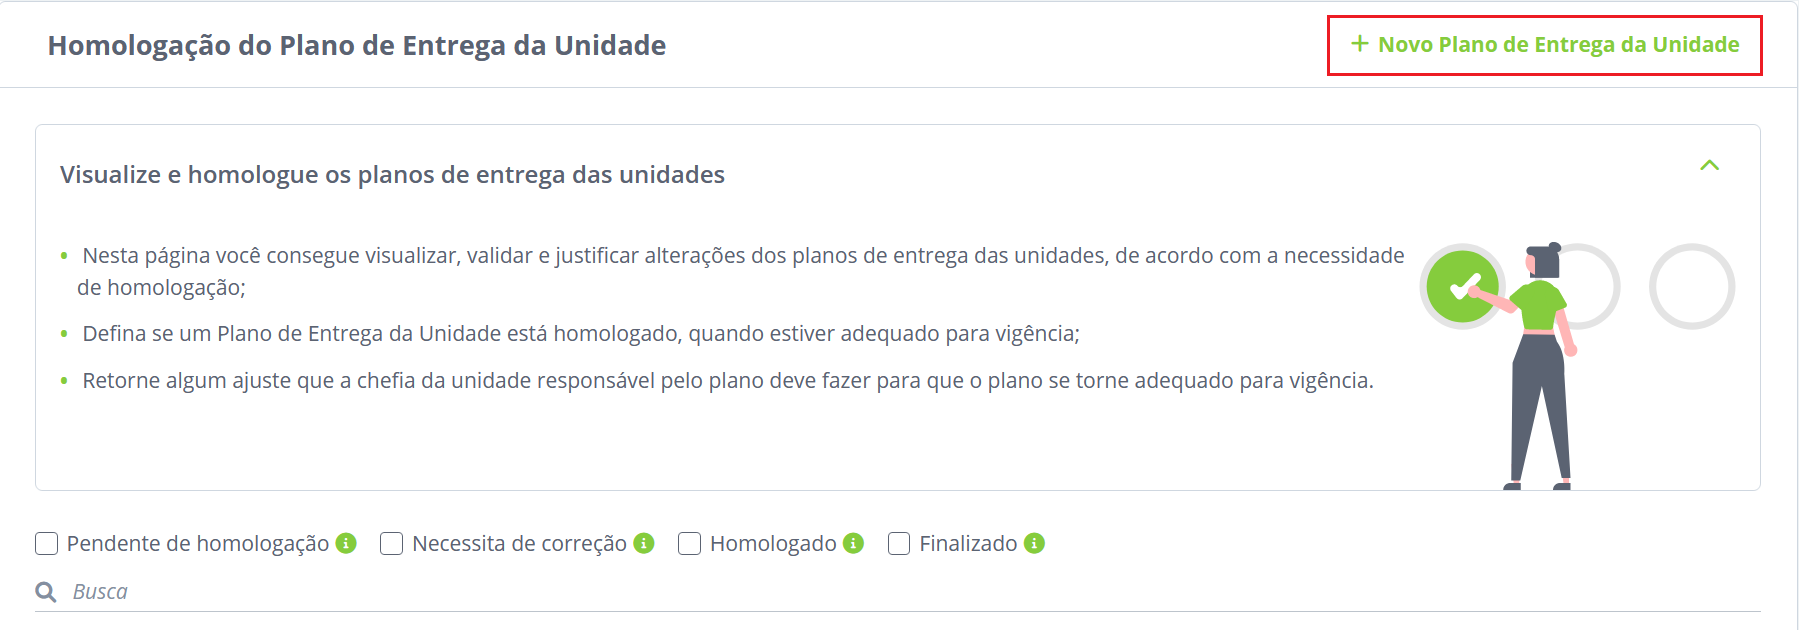 Homologação do Plano de Entrega da Unidade
+ Novo Plano de Entrega da Unidade
Visualize e homologue os planos de entrega das unidades
• Nesta página você consegue visualizar, validar e justificar alterações dos planos de entrega das unidades, de acordo com a necessidade
de homologação;
• Defina se um Plano de Entrega da Unidade está homologado, quando estiver adequado para vigência;
• Retorne algum ajuste que a chefia da unidade responsável pelo plano deve fazer para que o plano se torne adequado para vigência.
Pendente de homologação i Necessita de correção i Homologado i Finalizado i
Busca